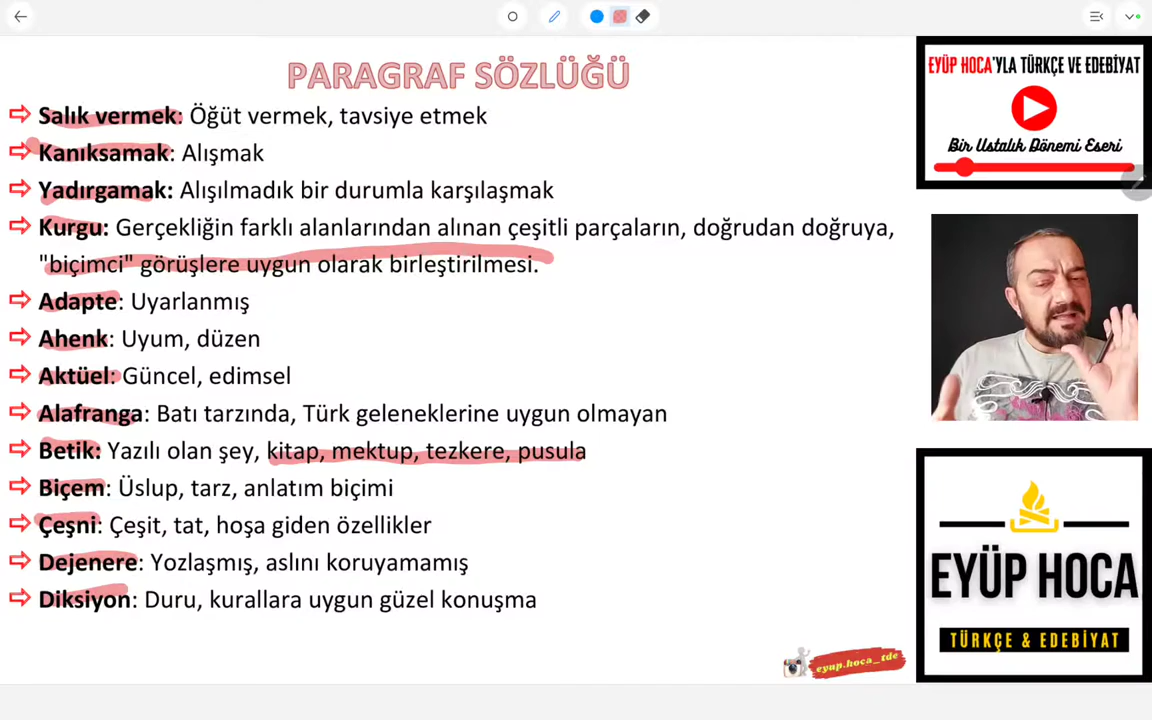 PARAGRAF SÖZLÜĞÜ
⇨ Salık vermek: Öğüt vermek, tavsiye etmek
⇨ Kanıksamak: Alışmak
⇨ Yadırgamak: Alışılmadık bir durumla karşılaşmak
⇨ Kurgu: Gerçekliğin farklı alanlarından alınan çeşitli parçaların, doğrudan doğruya,
"biçimci" görüşlere uygun olarak birleştirilmesi.
⇨ Adapte: Uyarlanmış
⇨ Ahenk: Uyum, düzen
⇨ Aktüel: Güncel, edimsel
⇨ Alafranga: Batı tarzında, Türk geleneklerine uygun olmayan
⇨ Betik: Yazılı olan şey, kitap, mektup, tezkere, pusula
⇨ Biçem: Üslup, tarz, anlatım biçimi
⇨ Çeşni: Çeşit, tat, hoşa giden özellikler
⇨ Dejenere: Yozlaşmış, aslını koruyamamış
⇨ Diksiyon: Duru, kurallara uygun güzel konuşma
eyup.hoca_tde
EYÜP HOCA'YLA TÜRKÇE VE EDEBİYAT
Bir Ustalık Dönemi Eseri
EYÜP HOCA
TÜRKÇE & EDEBİYAT